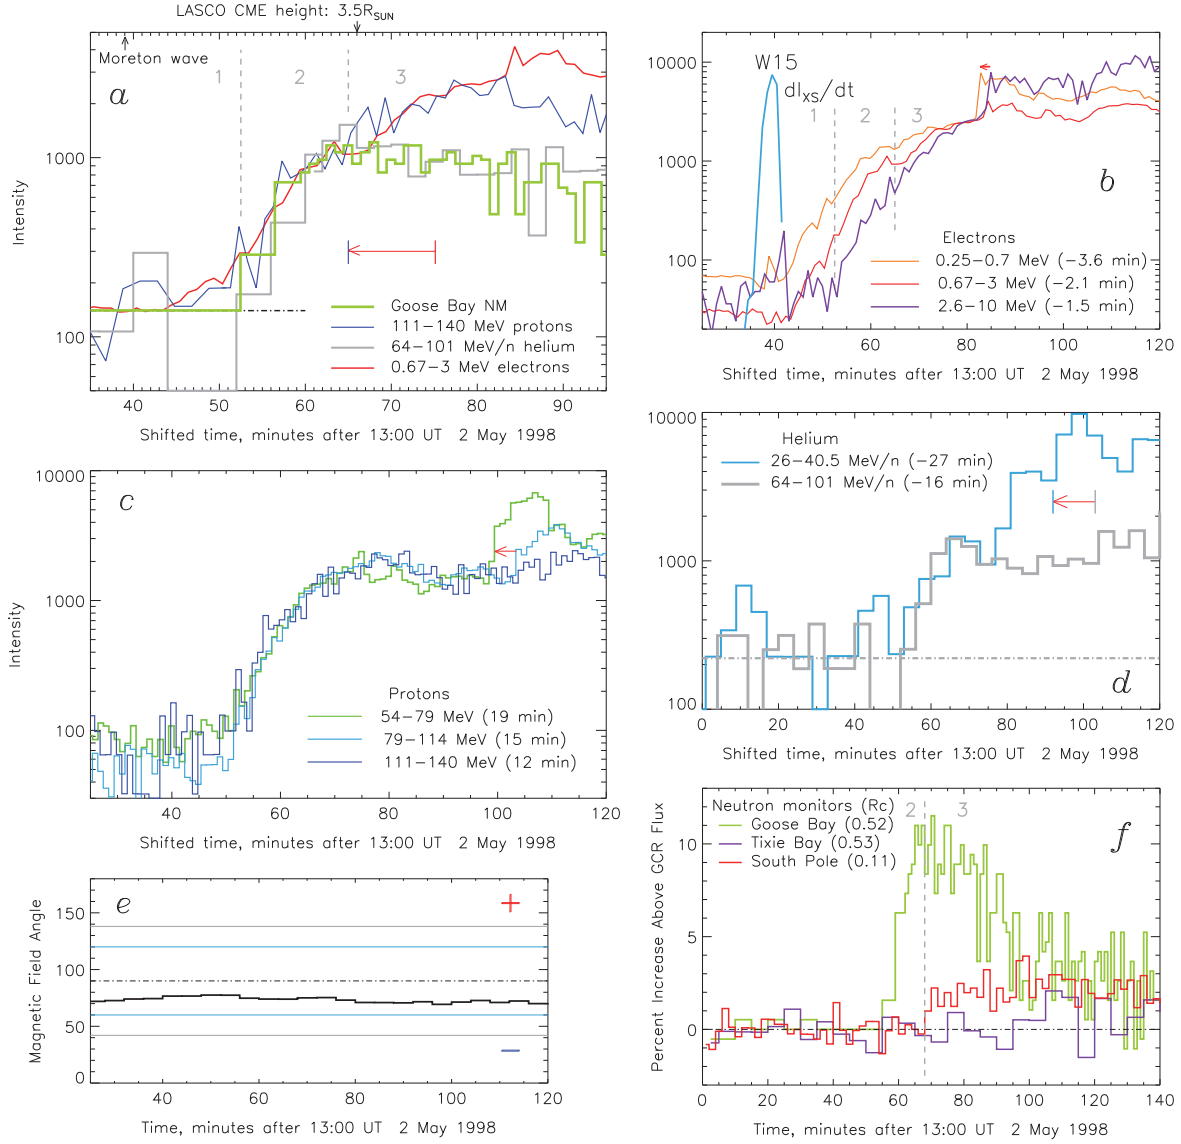 LASCO CME height: 3.5R_SUN
Moreton wave
a
1
2
3
Intensity
1000
100
Goose Bay NM
111−140 MeV protons
64−101 MeV/n helium
0.67−3 MeV electrons
40
50
60
70
80
90
Shifted time, minutes after 13:00 UT 2 May 1998
W15
dI_XS/dt
1
2
3
b
10000
1000
100
Electrons
0.25−0.7 MeV (−3.6 min)
0.67−3 MeV (−2.1 min)
2.6−10 MeV (−1.5 min)
40
60
80
100
120
Shifted time, minutes after 13:00 UT 2 May 1998
c
Intensity
10000
1000
100
Protons
54−79 MeV (19 min)
79−114 MeV (15 min)
111−140 MeV (12 min)
40
60
80
100
120
Shifted time, minutes after 13:00 UT 2 May 1998
Helium
26−40.5 MeV/n (−27 min)
64−101 MeV/n (−16 min)
d
10000
1000
100
0
20
40
60
80
100
120
Shifted time, minutes after 13:00 UT 2 May 1998
e
+
−
Magnetic Field Angle
150
100
50
0
40
60
80
100
120
Time, minutes after 13:00 UT 2 May 1998
Neutron monitors (Rc)
Goose Bay (0.52)
Tixie Bay (0.53)
South Pole (0.11)
2
3
f
Percent Increase Above GCR Flux
10
5
0
0
20
40
60
80
100
120
140
Time, minutes after 13:00 UT 2 May 1998